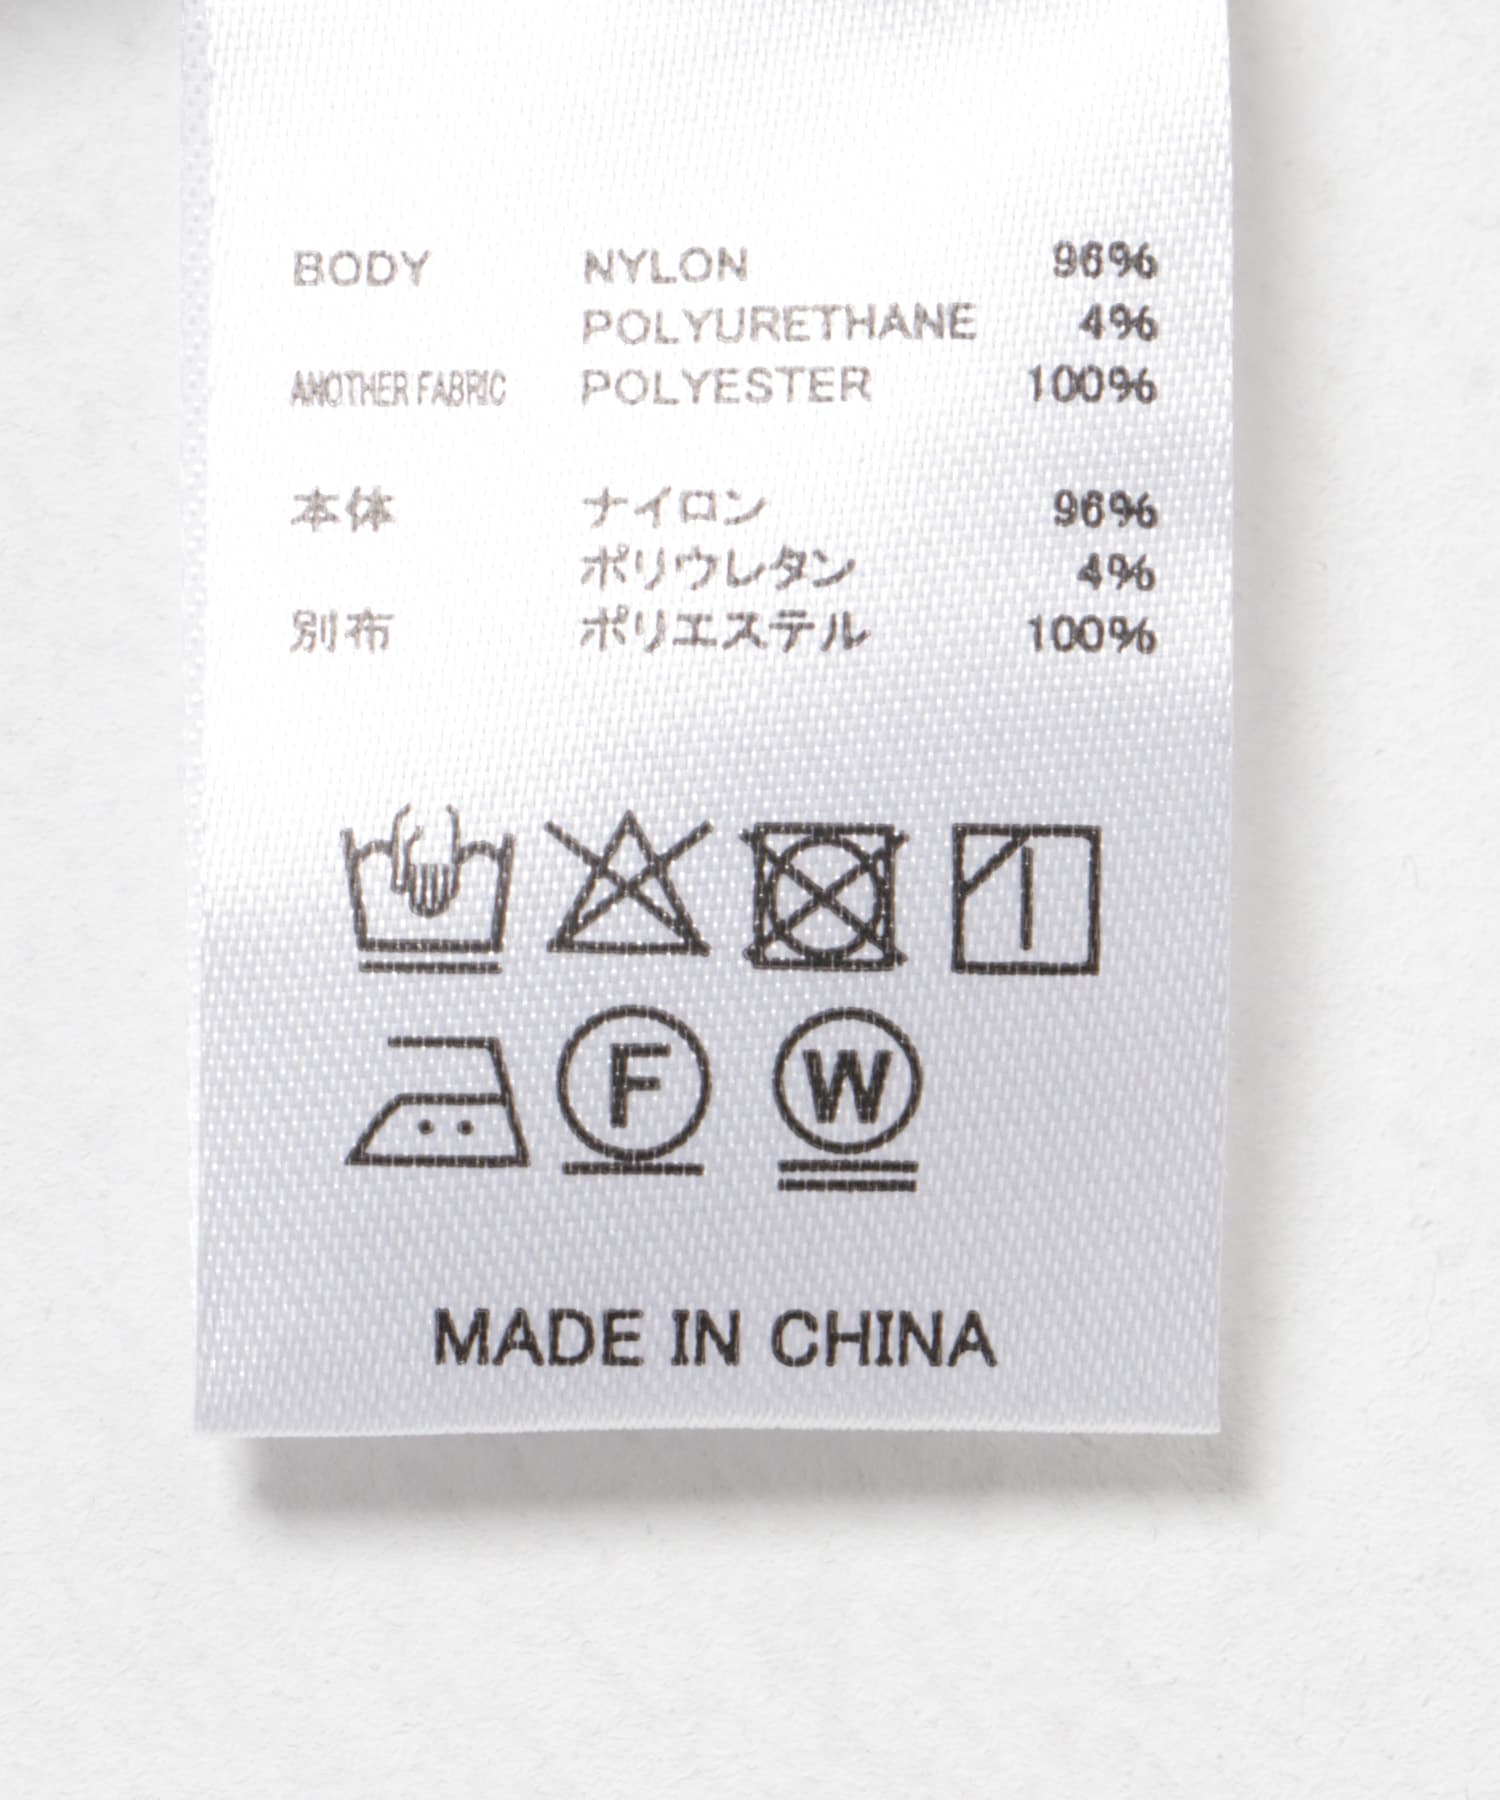 BODY NYLON 96%
POLYURETHANE 4%
ANOTHER FABRIC POLYESTER 100%
本体 ナイロン 96%
ポリウレタン 4%
別布 ポリエステル 100%
F W
MADE IN CHINA